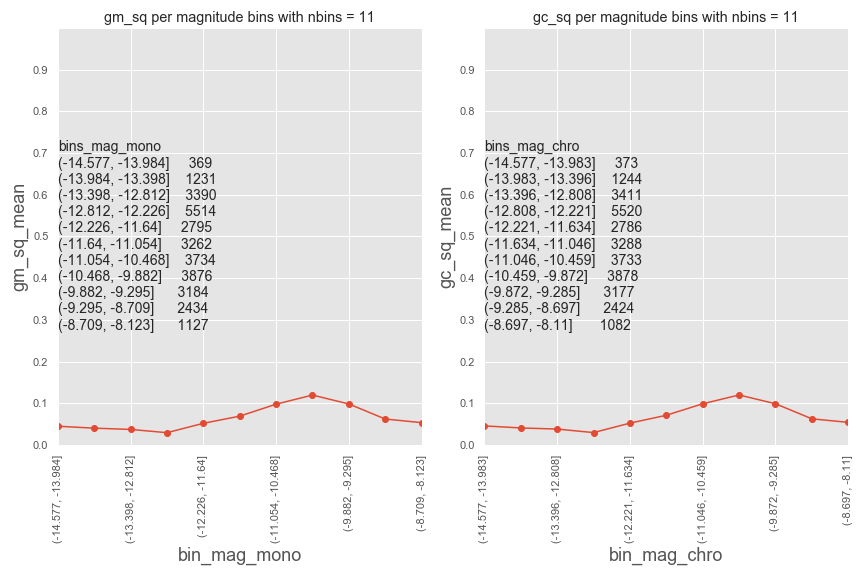 gm_sq per magnitude bins with nbins = 11
0.9
0.8
0.7
0.6
0.5
0.4
0.3
0.2
0.1
0.0
gm_sq_mean
bins_mag_mono
(-14.577, -13.984] 369
(-13.984, -13.398] 1231
(-13.398, -12.812] 3390
(-12.812, -12.226] 5514
(-12.226, -11.64] 2795
(-11.64, -11.054] 3262
(-11.054, -10.468] 3734
(-10.468, -9.882] 3876
(-9.882, -9.295] 3184
(-9.295, -8.709] 2434
(-8.709, -8.123] 1127
(-14.577, -13.984]
(-13.398, -12.812]
(-12.226, -11.64]
(-11.054, -10.468]
(-9.882, -9.295]
(-8.709, -8.123]
bin_mag_mono
gc_sq per magnitude bins with nbins = 11
0.9
0.8
0.7
0.6
0.5
0.4
0.3
0.2
0.1
0.0
gc_sq_mean
bins_mag_chro
(-14.577, -13.983] 373
(-13.983, -13.396] 1244
(-13.396, -12.808] 3411
(-12.808, -12.221] 5520
(-12.221, -11.634] 2786
(-11.634, -11.046] 3288
(-11.046, -10.459] 3733
(-10.459, -9.872] 3878
(-9.872, -9.285] 3177
(-9.285, -8.697] 2424
(-8.697, -8.11] 1082
(-14.577, -13.983]
(-13.396, -12.808]
(-12.221, -11.634]
(-11.046, -10.459]
(-9.872, -9.285]
(-8.697, -8.11]
bin_mag_chro